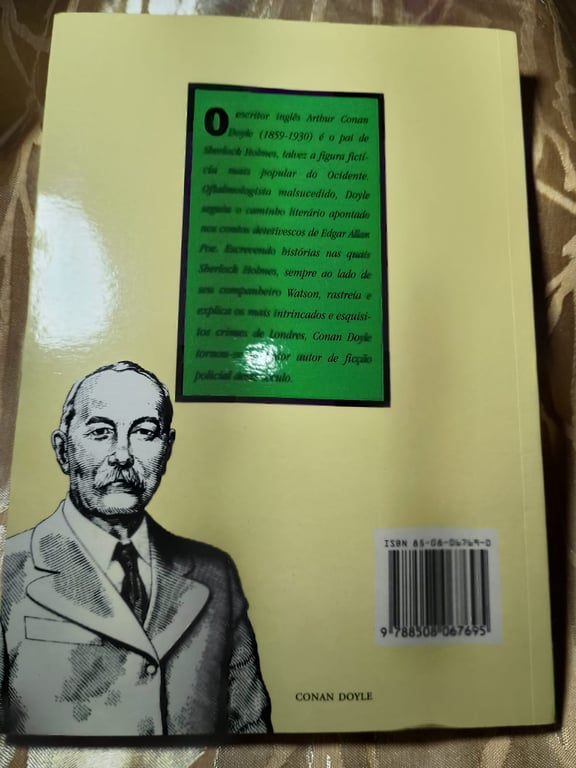 O escritor inglês Arthur Conan
Doyle (1859-1930) é o pai de
Sherlock Holmes, talvez a figura fictí-
cia mais popular do Ocidente.
Oftalmologista malsucedido, Doyle
seguiu o caminho literário apontado
nos contos detetivescos de Edgar Allan
Poe. Escrevendo histórias nas quais
Sherlock Holmes, sempre ao lado de
seu companheiro Watson, rastreia e
explica os mais intrincados e esquisi-
tos crimes de Londres, Conan Doyle
autor de ficção
policial
ISBN 85-08-06769-0
9 788508 067695
CONAN DOYLE